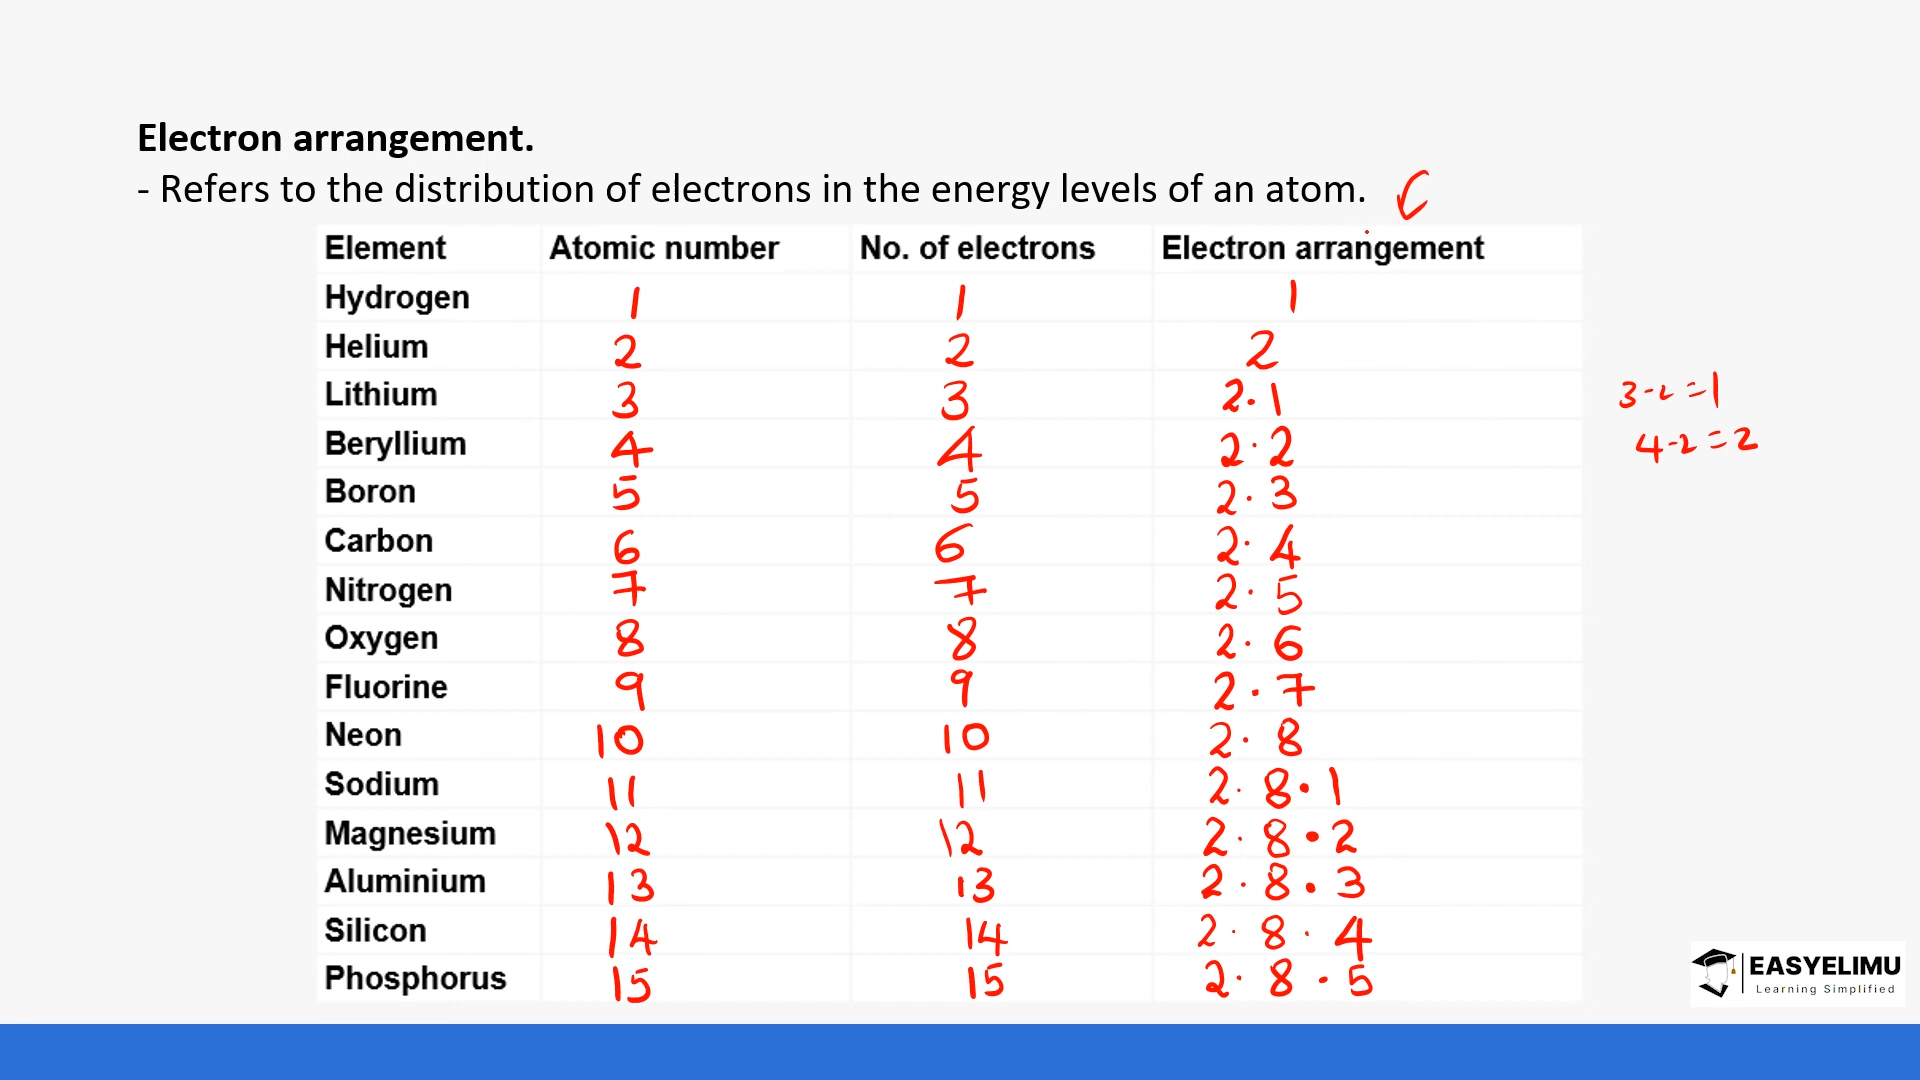 Electron arrangement.
- Refers to the distribution of electrons in the energy levels of an atom.
Element Atomic number No. of electrons Electron arrangement
Hydrogen 1 1 1
Helium 2 2 2
Lithium 3 3 2·1 3-2=1
Beryllium 4 4 2·2 4-2=2
Boron 5 5 2·3
Carbon 6 6 2·4
Nitrogen 7 7 2·5
Oxygen 8 8 2·6
Fluorine 9 9 2·7
Neon 10 10 2·8
Sodium 11 11 2·8·1
Magnesium 12 12 2·8·2
Aluminium 13 13 2·8·3
Silicon 14 14 2·8·4
Phosphorus 15 15 2·8·5
EASYELIMU
Learning Simplified